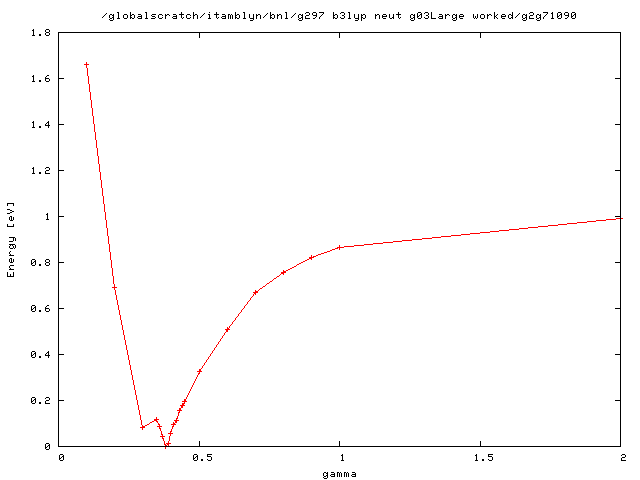 /globalscratch/itamblyn/bnl/g297 b3lyp neut g03Large worked/g2g71090
1.8
1.6
1.4
1.2
1
0.8
0.6
0.4
0.2
0
Energy [eV]
0 0.5 1 1.5 2
gamma